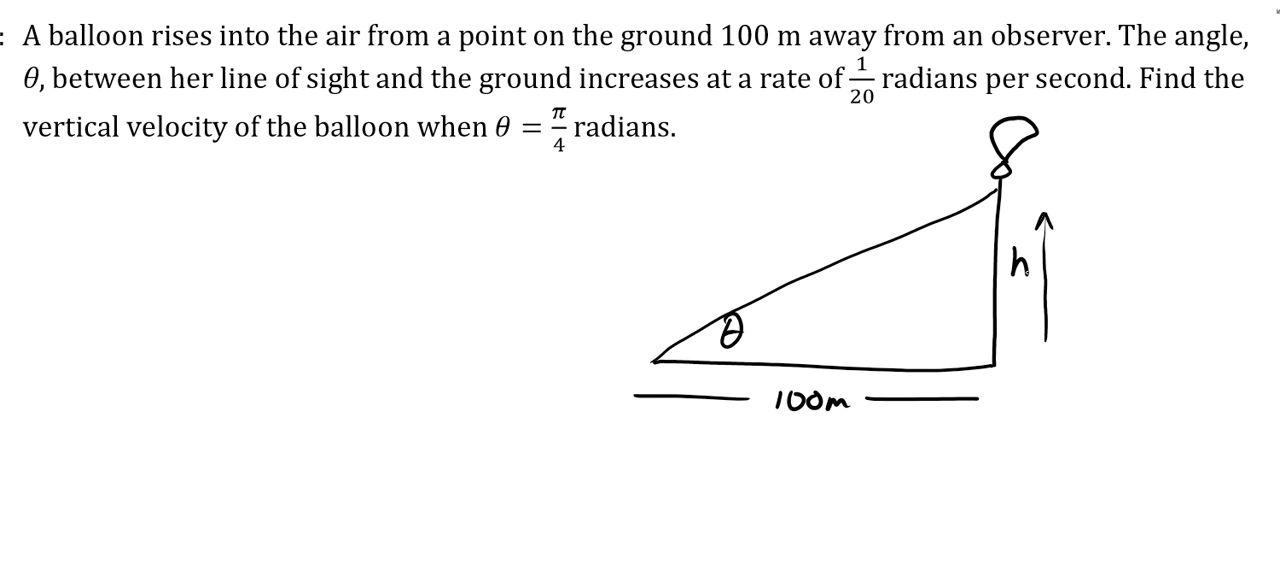 : A balloon rises into the air from a point on the ground 100 m away from an observer. The angle,
θ, between her line of sight and the ground increases at a rate of 1/20 radians per second. Find the
vertical velocity of the balloon when θ = π/4 radians.
h
θ
100m